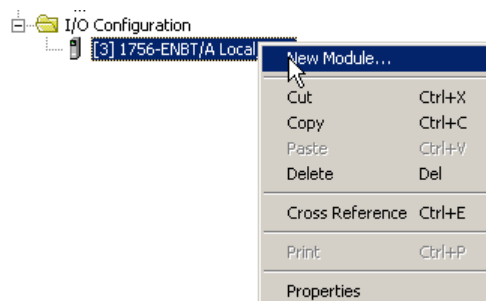 I/O Configuration
[3] 1756-ENBT/A Local
New Module...
Cut Ctrl+X
Copy Ctrl+C
Paste Ctrl+V
Delete Del
Cross Reference Ctrl+E
Print Ctrl+P
Properties